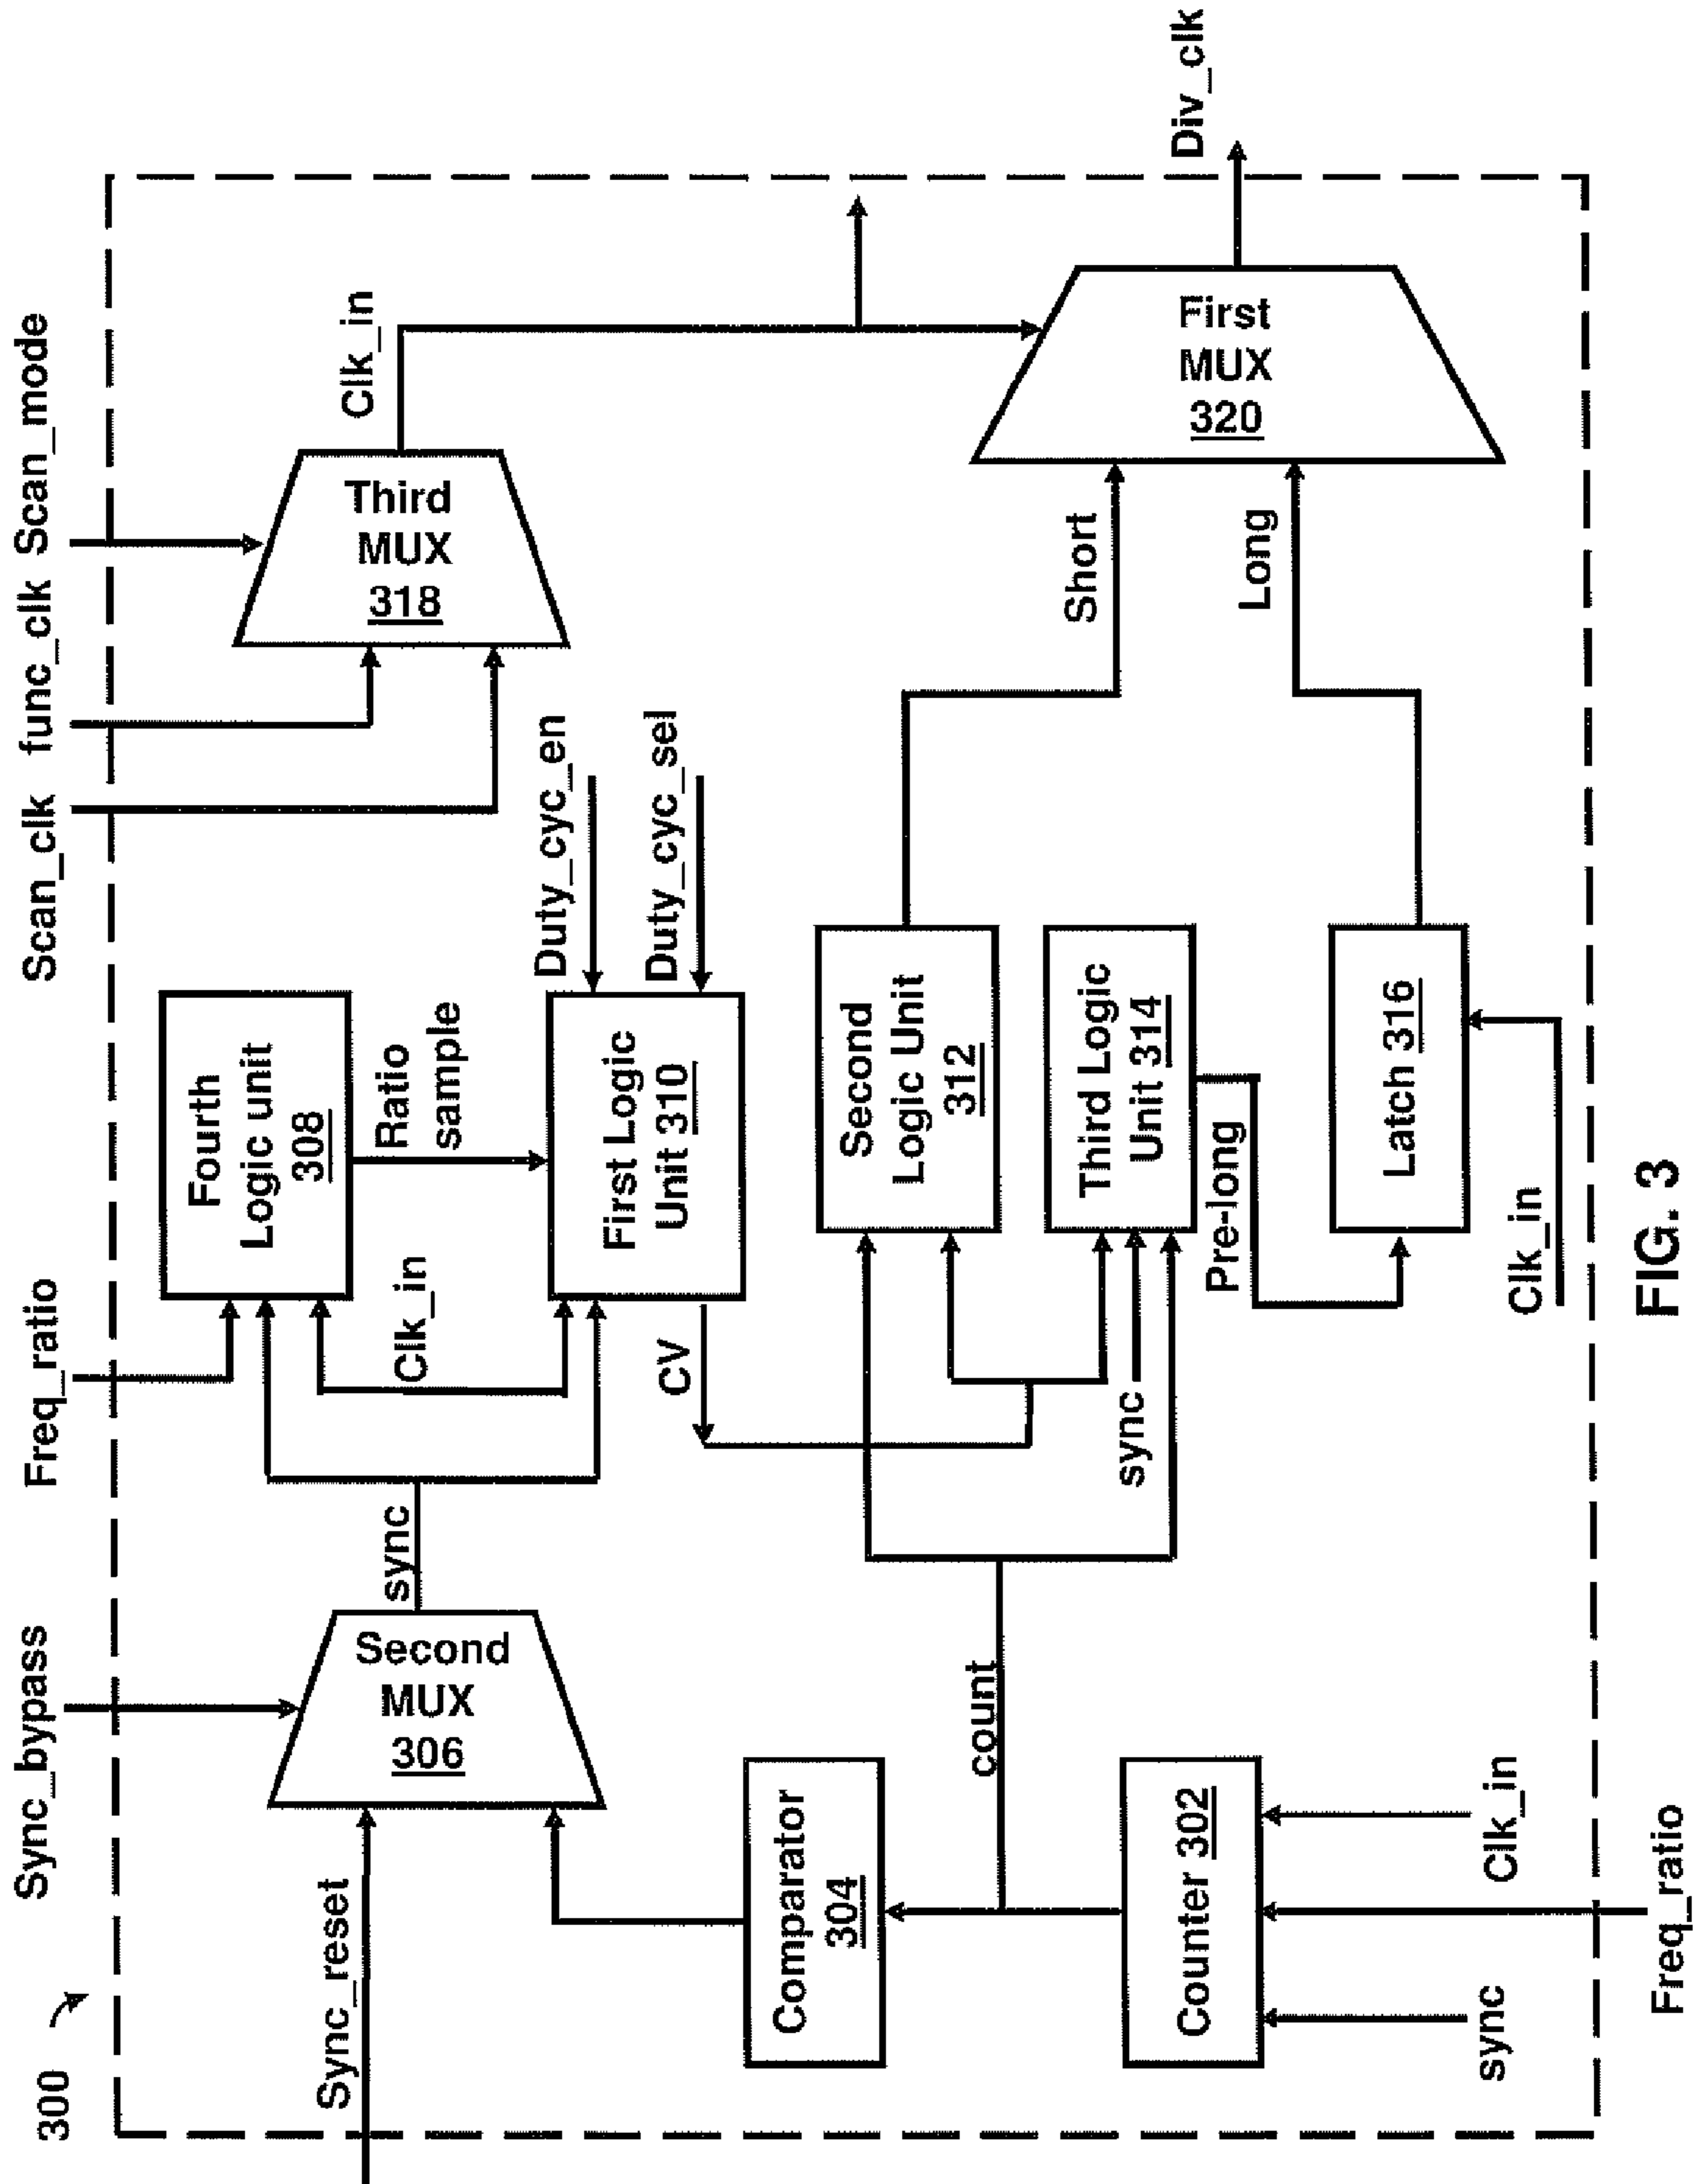 300
Sync_bypass
Freq_ratio
Scan_clk
func_clk
Scan_mode
Sync_reset
Second
MUX
306
sync
Fourth
Logic unit
308
Clk_in
Ratio
sample
First Logic
Unit 310
Duty_cyc_en
Duty_cyc_sel
CV
Third
MUX
318
Clk_in
Comparator
304
count
Second
Logic Unit
312
Third Logic
Unit 314
sync
Pre-long
Latch 316
Clk_in
Short
Long
First
MUX
320
Div_clk
Counter 302
sync
Clk_in
Freq_ratio
FIG. 3